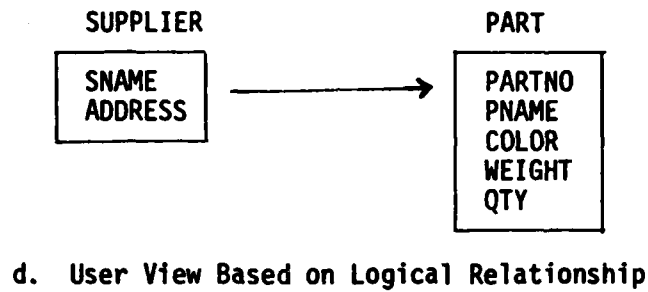 SUPPLIER
SNAME
ADDRESS
PART
PARTNO
PNAME
COLOR
WEIGHT
QTY
d. User View Based on Logical Relationship